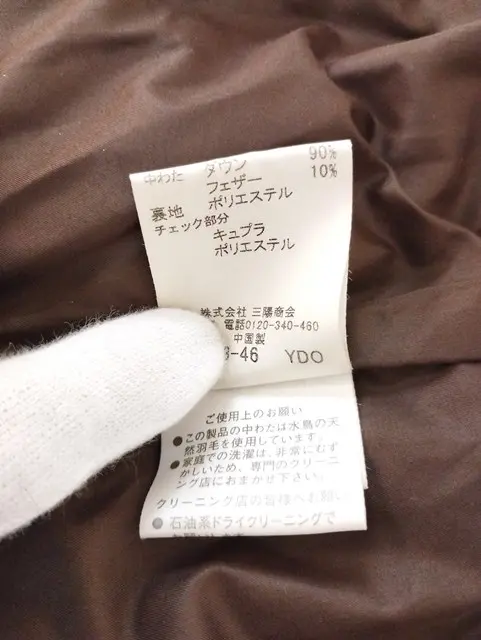 中わた ダウン 90%
フェザー 10%
裏地 ポリエステル
チェック部分
キュプラ
ポリエステル
株式会社 三陽商会
電話0120-340-460
中国製
-46 YDO
ご使用上のお願い
●この製品の中わたは水鳥の天
然羽毛を使用しています。
●家庭での洗濯は、非常にむず
かしいため、専門のクリーニ
ング店におまかせ下さい。
クリーニング店の皆様へお願い
●石油系ドライクリーニングで
お願います